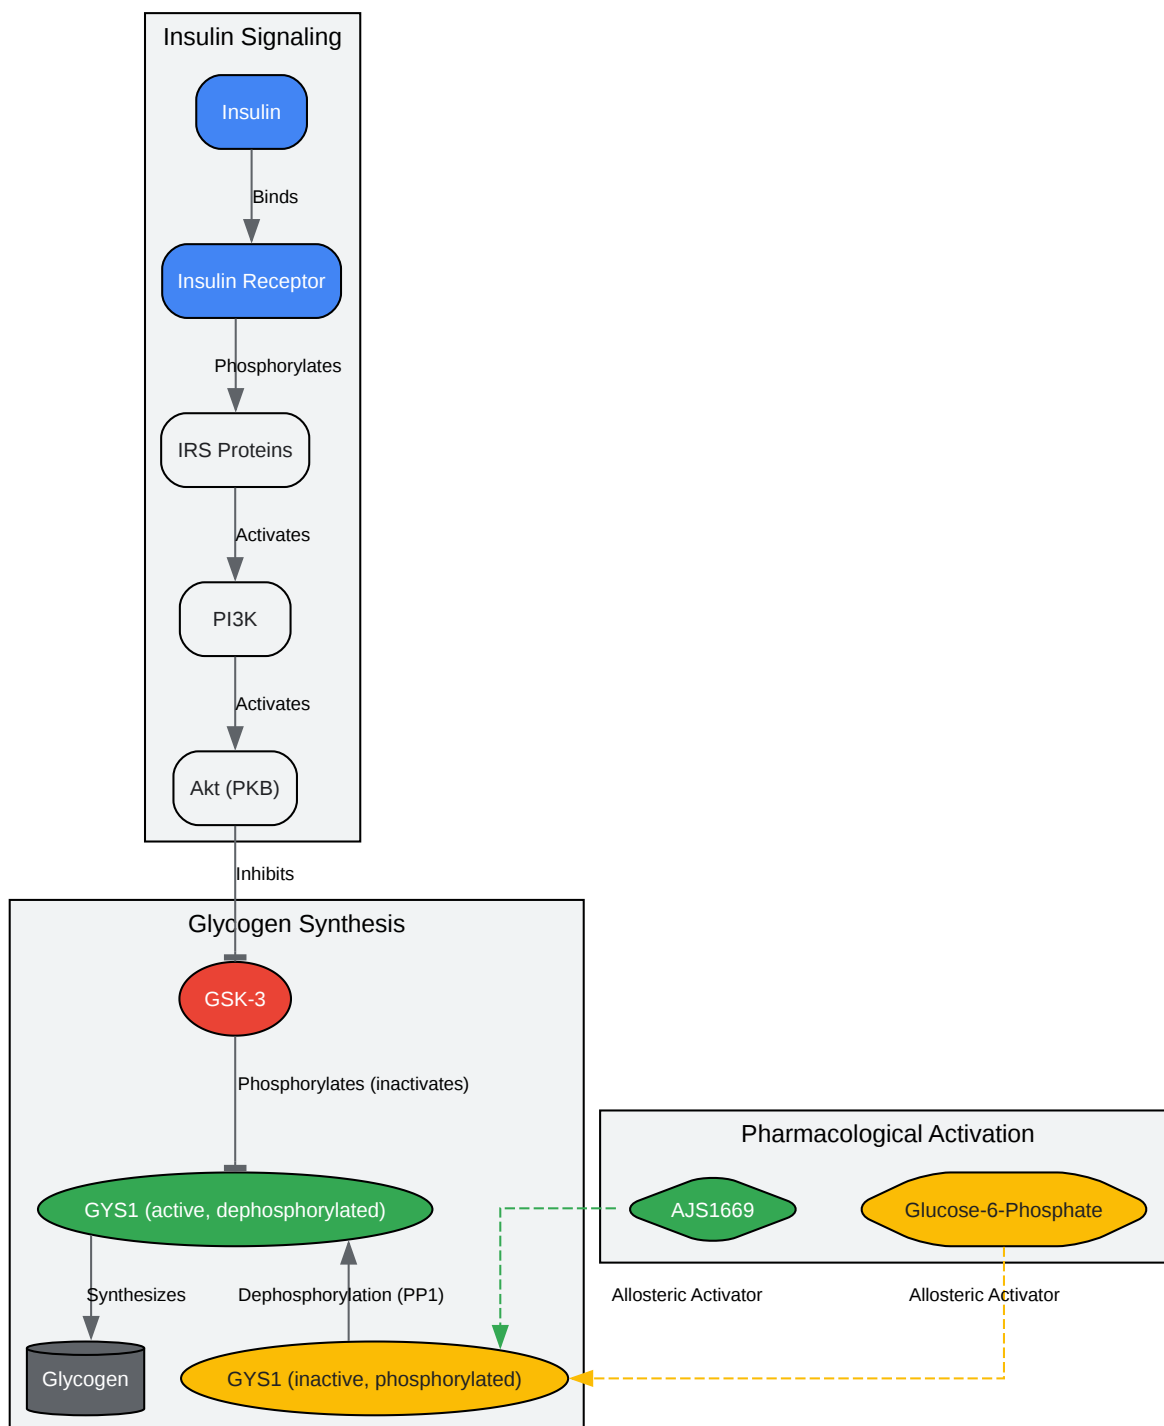 Insulin Signaling
Insulin
Binds
Insulin Receptor
Phosphorylates
IRS Proteins
Activates
PI3K
Activates
Akt (PKB)
Inhibits
Glycogen Synthesis
GSK-3
Phosphorylates (inactivates)
Pharmacological Activation
GYS1 (active, dephosphorylated)
AJS1669
Glucose-6-Phosphate
Synthesizes
Dephosphorylation (PP1)
Allosteric Activator
Allosteric Activator
Glycogen
GYS1 (inactive, phosphorylated)